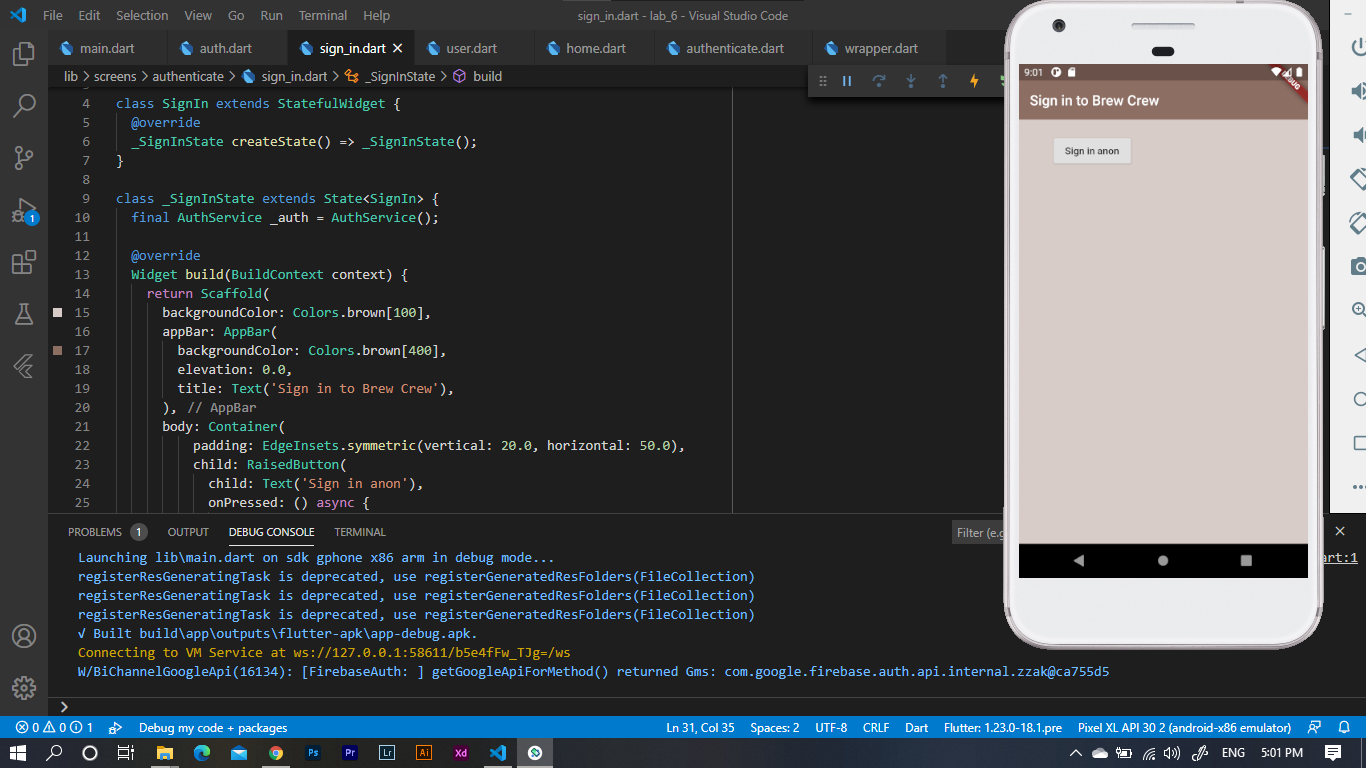 File Edit Selection View Go Run Terminal Help
sign_in.dart - lab_6 - Visual Studio Code
main.dart auth.dart sign_in.dart user.dart home.dart authenticate.dart wrapper.dart
lib > screens > authenticate > sign_in.dart > _SignInState > build
4 class SignIn extends StatefulWidget {
5 @override
6 _SignInState createState() => _SignInState();
7 }
8
9 class _SignInState extends State<SignIn> {
10 final AuthService _auth = AuthService();
11
12 @override
13 Widget build(BuildContext context) {
14 return Scaffold(
15 backgroundColor: Colors.brown[100],
16 appBar: AppBar(
17 backgroundColor: Colors.brown[400],
18 elevation: 0.0,
19 title: Text('Sign in to Brew Crew'),
20 ), // AppBar
21 body: Container(
22 padding: EdgeInsets.symmetric(vertical: 20.0, horizontal: 50.0),
23 child: RaisedButton(
24 child: Text('Sign in anon'),
25 onPressed: () async {
1
PROBLEMS 1 OUTPUT DEBUG CONSOLE TERMINAL
Filter (e.g
Launching lib\main.dart on sdk gphone x86 arm in debug mode...
art:1
registerResGeneratingTask is deprecated, use registerGeneratedResFolders(FileCollection)
registerResGeneratingTask is deprecated, use registerGeneratedResFolders(FileCollection)
registerResGeneratingTask is deprecated, use registerGeneratedResFolders(FileCollection)
√ Built build\app\outputs\flutter-apk\app-debug.apk.
Connecting to VM Service at ws://127.0.0.1:58611/b5e4fFw_TJg=/ws
W/BiChannelGoogleApi(16134): [FirebaseAuth: ] getGoogleApiForMethod() returned Gms: com.google.firebase.auth.api.internal.zzak@ca755d5
9:01
DEBUG
Sign in to Brew Crew
Sign in anon
0 0 1 Debug my code + packages
Ln 31, Col 35 Spaces: 2 UTF-8 CRLF Dart Flutter: 1.23.0-18.1.pre Pixel XL API 30 2 (android-x86 emulator)
Ps Pr Lr Ai Xd
ENG 5:01 PM